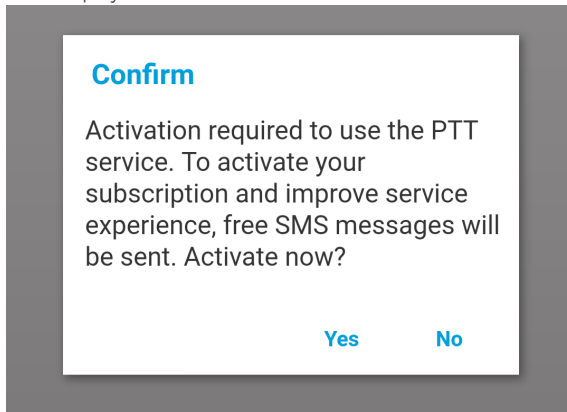 Confirm
Activation required to use the PTT
service. To activate your
subscription and improve service
experience, free SMS messages will
be sent. Activate now?
Yes No